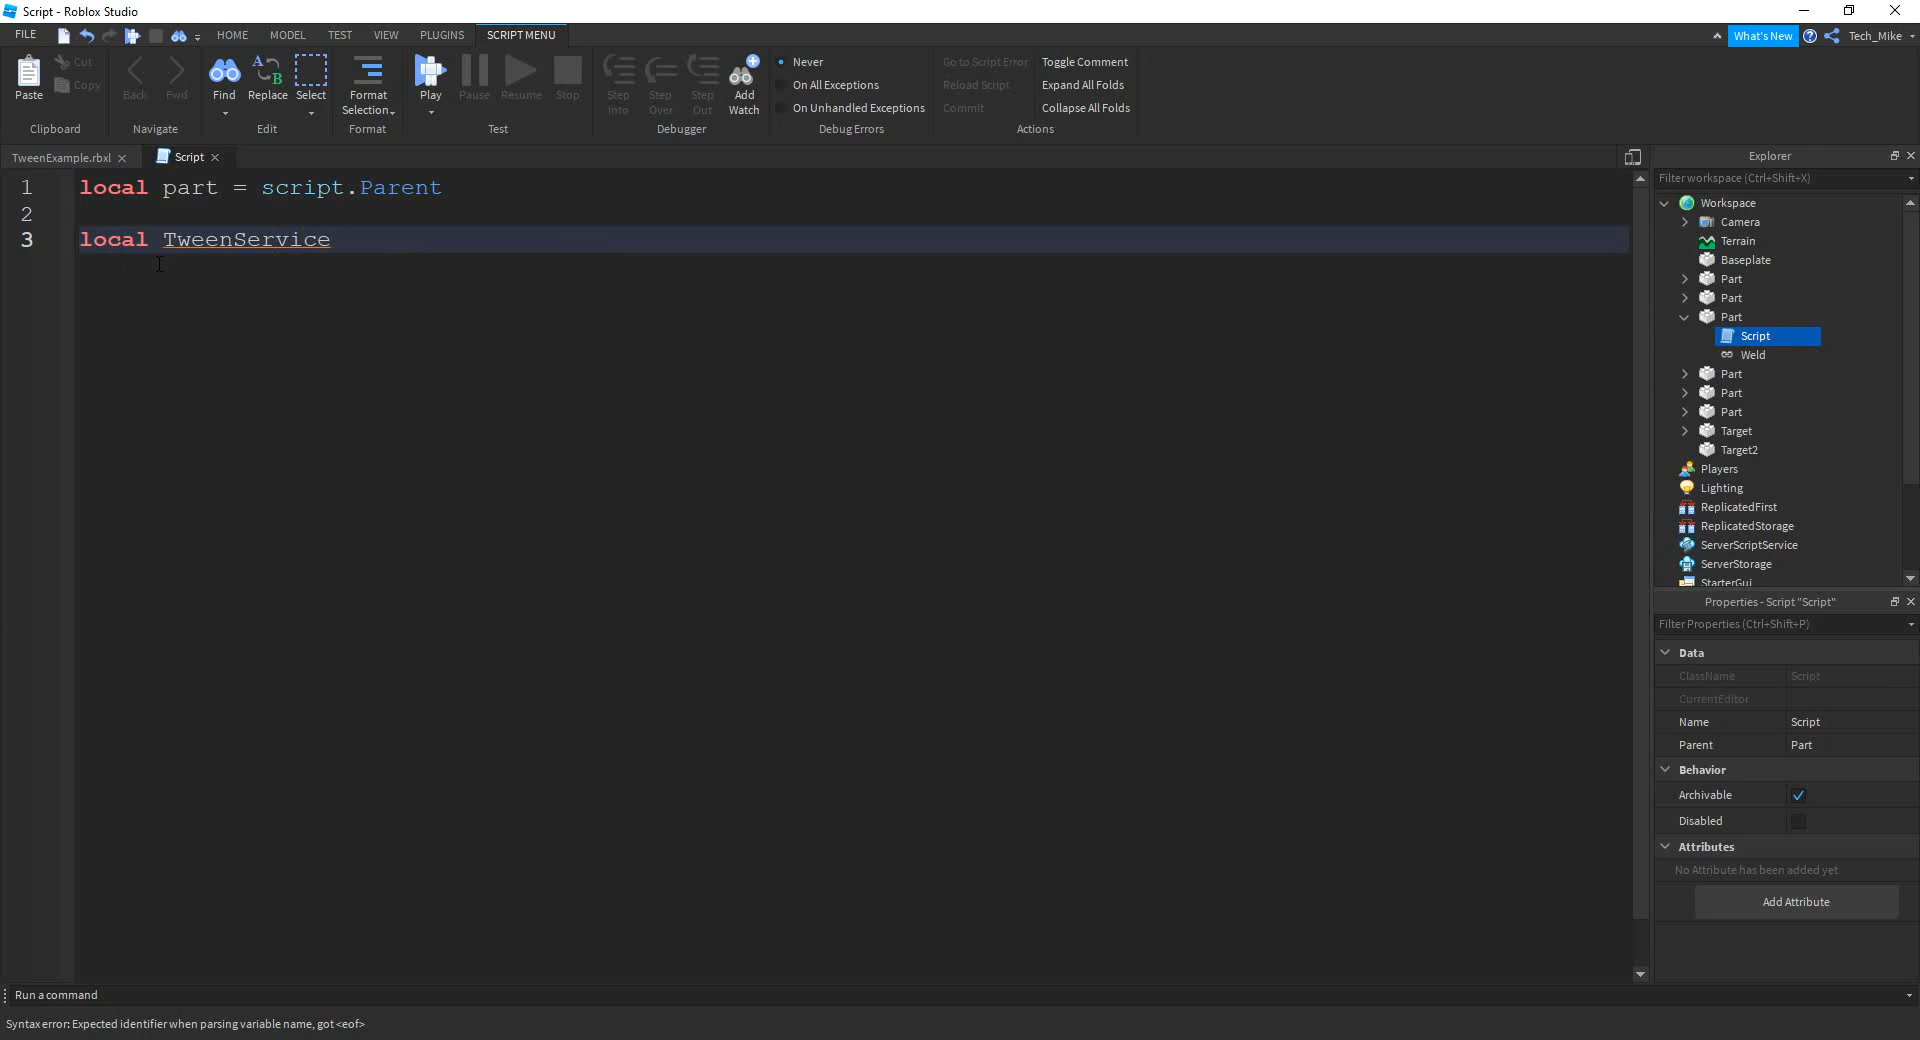 Script - Roblox Studio
FILE HOME MODEL TEST VIEW PLUGINS SCRIPT MENU What's New Tech_Mike
Paste Cut Copy
Clipboard
Back Fwd
Navigate
Find Replace Select
Edit
Format Selection
Format
Play Pause Resume Stop
Test
Step Into Step Over Step Out Add Watch
Debugger
Never
On All Exceptions
On Unhandled Exceptions
Debug Errors
Go to Script Error Toggle Comment
Reload Script Expand All Folds
Commit Collapse All Folds
Actions
TweenExample.rbxl Script
1 local part = script.Parent
2
3 local TweenService
Explorer
Filter workspace (Ctrl+Shift+X)
Workspace
Camera
Terrain
Baseplate
Part
Part
Part
Script
Weld
Part
Part
Part
Target
Target2
Players
Lighting
ReplicatedFirst
ReplicatedStorage
ServerScriptService
ServerStorage
StarterGui
Properties - Script "Script"
Filter Properties (Ctrl+Shift+P)
Data
ClassName Script
CurrentEditor
Name Script
Parent Part
Behavior
Archivable
Disabled
Attributes
No Attribute has been added yet
Add Attribute
Run a command
Syntax error: Expected identifier when parsing variable name, got <eof>